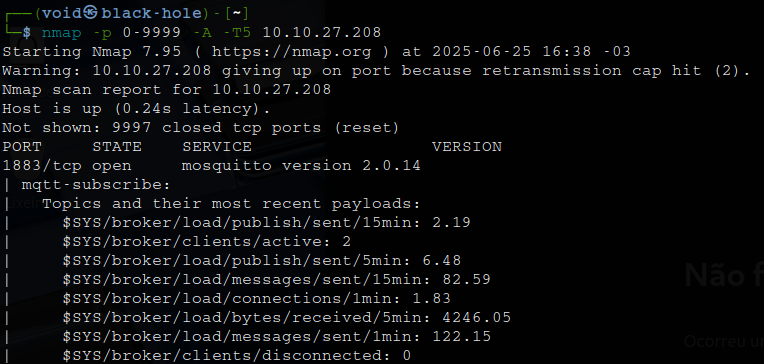 ┌──(void㉿black-hole)-[~]
└─$ nmap -p 0-9999 -A -T5 10.10.27.208
Starting Nmap 7.95 ( https://nmap.org ) at 2025-06-25 16:38 -03
Warning: 10.10.27.208 giving up on port because retransmission cap hit (2).
Nmap scan report for 10.10.27.208
Host is up (0.24s latency).
Not shown: 9997 closed tcp ports (reset)
PORT     STATE    SERVICE                 VERSION
1883/tcp open     mosquitto version 2.0.14
| mqtt-subscribe:
|   Topics and their most recent payloads:
|     $SYS/broker/load/publish/sent/15min: 2.19
|     $SYS/broker/clients/active: 2
|     $SYS/broker/load/publish/sent/5min: 6.48
|     $SYS/broker/load/messages/sent/15min: 82.59
|     $SYS/broker/load/connections/1min: 1.83
|     $SYS/broker/load/bytes/received/5min: 4246.05
|     $SYS/broker/load/messages/sent/1min: 122.15
|     $SYS/broker/clients/disconnected: 0
Não
Ocorreu